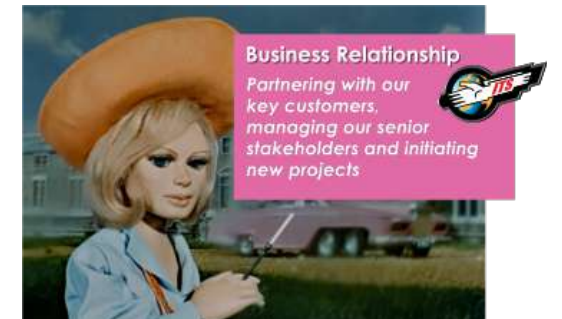 Business Relationship
Partnering with our
key customers,
managing our senior
stakeholders and initiating
new projects
ITS